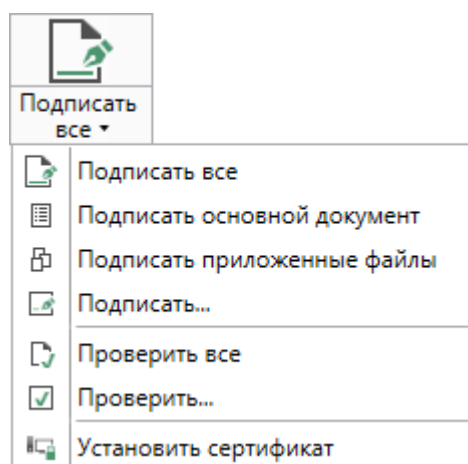 Подписать
все
Подписать все
Подписать основной документ
Подписать приложенные файлы
Подписать...
Проверить все
Проверить...
Установить сертификат